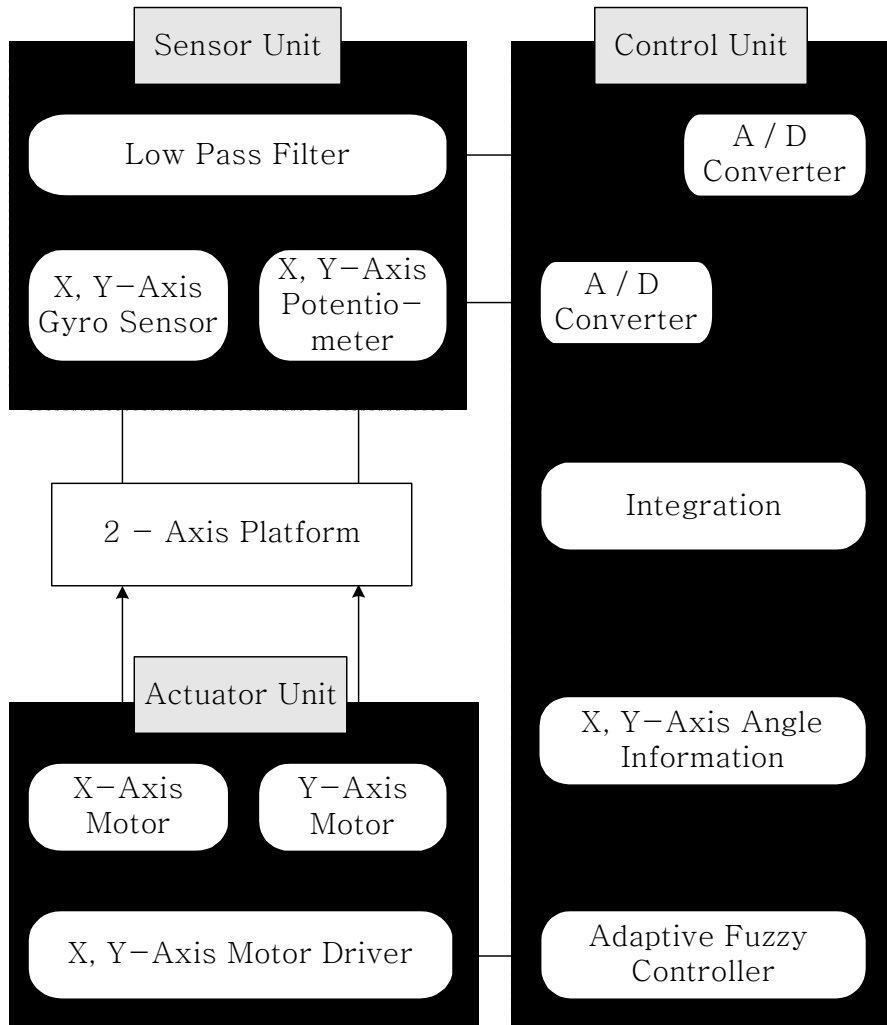 Sensor Unit
Low Pass Filter
X, Y-Axis
Gyro Sensor
X, Y-Axis
Potentio-
meter
2 - Axis Platform
Actuator Unit
X-Axis
Motor
Y-Axis
Motor
X, Y-Axis Motor Driver
Control Unit
A / D
Converter
A / D
Converter
Integration
X, Y-Axis Angle
Information
Adaptive Fuzzy
Controller